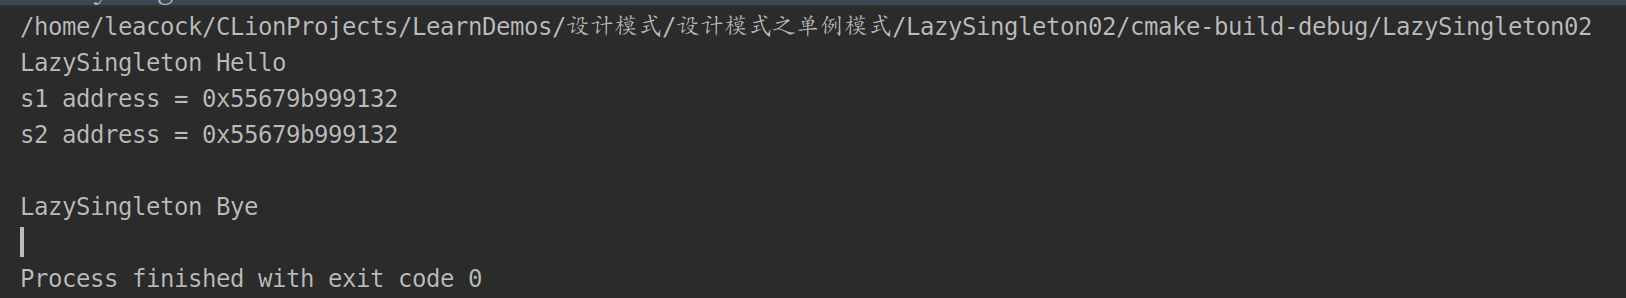 /home/leacock/CLionProjects/LearnDemos/设计模式/设计模式之单例模式/LazySingleton02/cmake-build-debug/LazySingleton02
LazySingleton Hello
s1 address = 0x55679b999132
s2 address = 0x55679b999132
LazySingleton Bye
Process finished with exit code 0